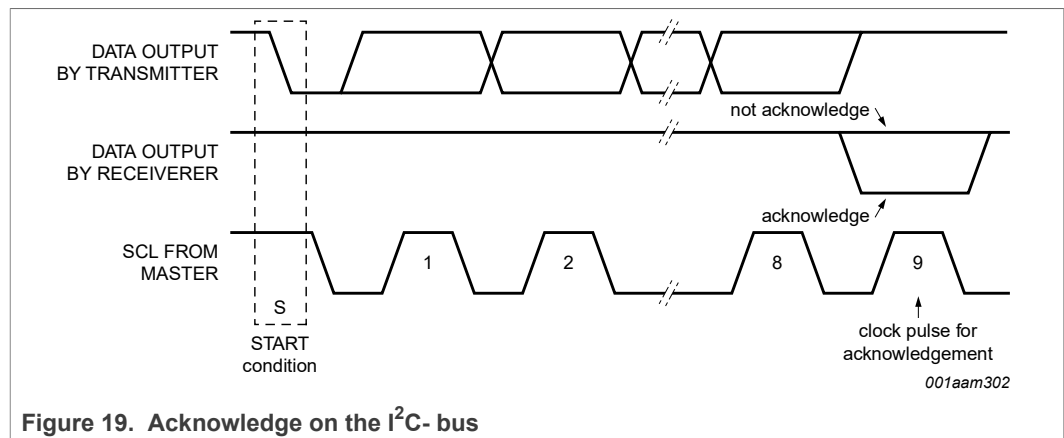 DATA OUTPUT
BY TRANSMITTER
not acknowledge
DATA OUTPUT
BY RECEIVERER
acknowledge
SCL FROM
MASTER
1
2
8
9
S
START
condition
clock pulse for
acknowledgement
001aam302
Figure 19. Acknowledge on the I²C- bus